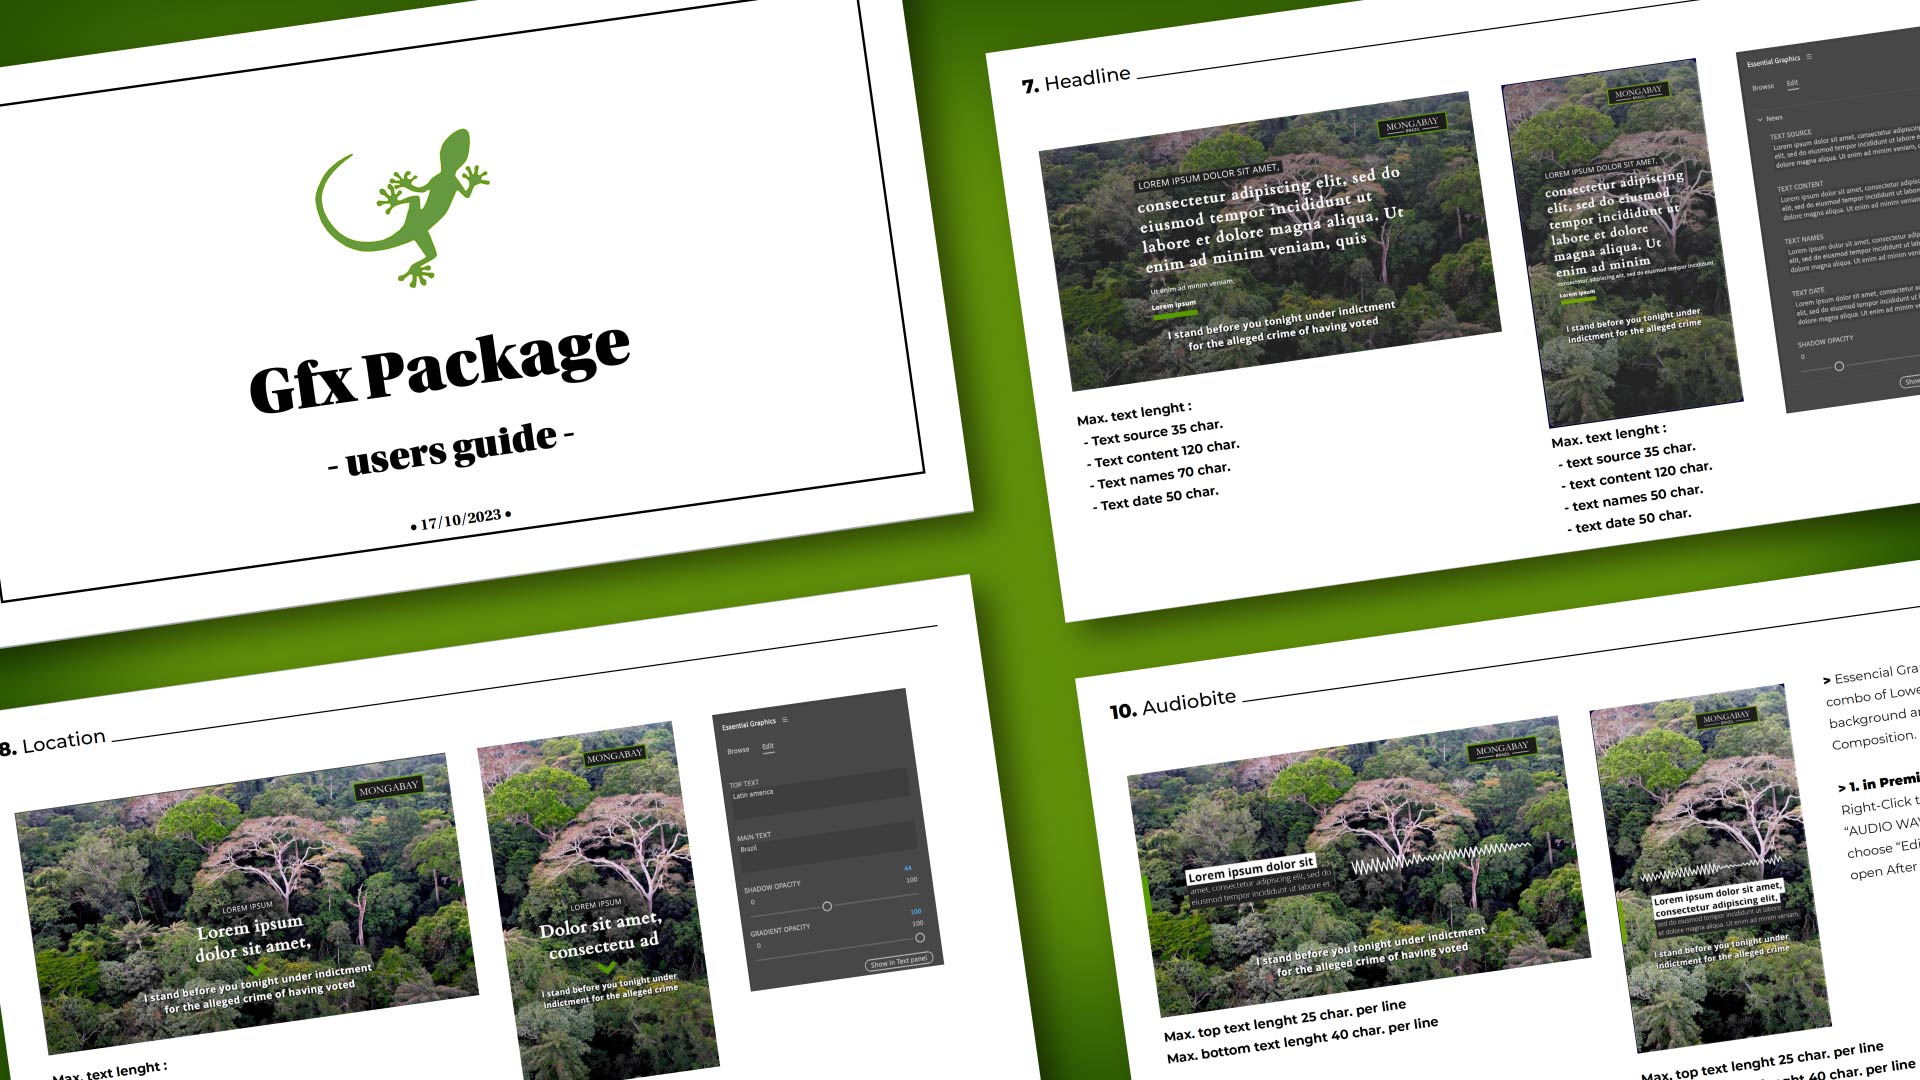 Gfx Package
- users guide -
• 17/10/2023 •
7. Headline
MONGABAY
BRAZIL
LOREM IPSUM DOLOR SIT AMET,
consectetur adipiscing elit, sed do
eiusmod tempor incididunt ut
labore et dolore magna aliqua. Ut
enim ad minim veniam, quis
Ut enim ad minim veniam.
Lorem ipsum
I stand before you tonight under indictment
for the alleged crime of having voted
Max. text lenght :
- Text source 35 char.
- Text content 120 char.
- Text names 70 char.
- Text date 50 char.
MONGABAY
BRAZIL
LOREM IPSUM DOLOR SIT AMET,
consectetur adipiscing
elit, sed do eiusmod
tempor incididunt ut
labore et dolore
magna aliqua. Ut
enim ad minim
consectetur adipiscing elit, sed do eiusmod tempor incididunt
Lorem ipsum
I stand before you tonight under
indictment for the alleged crime
Max. text lenght :
- text source 35 char.
- text content 120 char.
- text names 50 char.
- text date 50 char.
Essential Graphics
Browse Edit
News
TEXT SOURCE
Lorem ipsum dolor sit amet, consectetur adipiscing
elit, sed do eiusmod tempor incididunt ut labore
dolore magna aliqua. Ut enim ad minim veniam,
TEXT CONTENT
Lorem ipsum dolor sit amet, consectetur
elit, sed do eiusmod tempor incididunt ut
dolore magna aliqua. Ut enim ad minim
TEXT NAMES
Lorem ipsum dolor sit amet, consectetur
elit, sed do eiusmod tempor incididunt ut
dolore magna aliqua. Ut enim ad minim
TEXT DATE
Lorem ipsum dolor sit amet, consectetur
elit, sed do eiusmod tempor incididunt ut
dolore magna aliqua. Ut enim ad minim
SHADOW OPACITY
0
Show
8. Location
MONGABAY
LOREM IPSUM
Lorem ipsum
dolor sit amet,
I stand before you tonight under indictment
for the alleged crime of having voted
Max. text lenght :
MONGABAY
LOREM IPSUM
Dolor sit amet,
consectetu ad
I stand before you tonight under
indictment for the alleged crime
Essential Graphics
Browse Edit
TOP TEXT
Latin america
MAIN TEXT
Brazil
44
SHADOW OPACITY
0 100
100
GRADIENT OPACITY
0 100
Show in Text panel
10. Audiobite
MONGABAY
BRAZIL
Lorem ipsum dolor sit
amet, consectetur adipiscing elit, sed do
eiusmod tempor incididunt ut labore et
I stand before you tonight under indictment
for the alleged crime of having voted
Max. top text lenght 25 char. per line
Max. bottom text lenght 40 char. per line
MONGABAY
BRAZIL
Lorem ipsum dolor sit amet,
consectetur adipiscing elit,
sed do eiusmod tempor incididunt ut labore
et dolore magna aliqua. Ut enim ad minim veniam,
I stand before you tonight under
indictment for the alleged crime
Max. top text lenght 25 char. per line
ght 40 char. per line
> Essencial Gra
combo of Lowe
background a
Composition.
> 1. in Premi
Right-Click t
“AUDIO WA
choose “Edi
open After